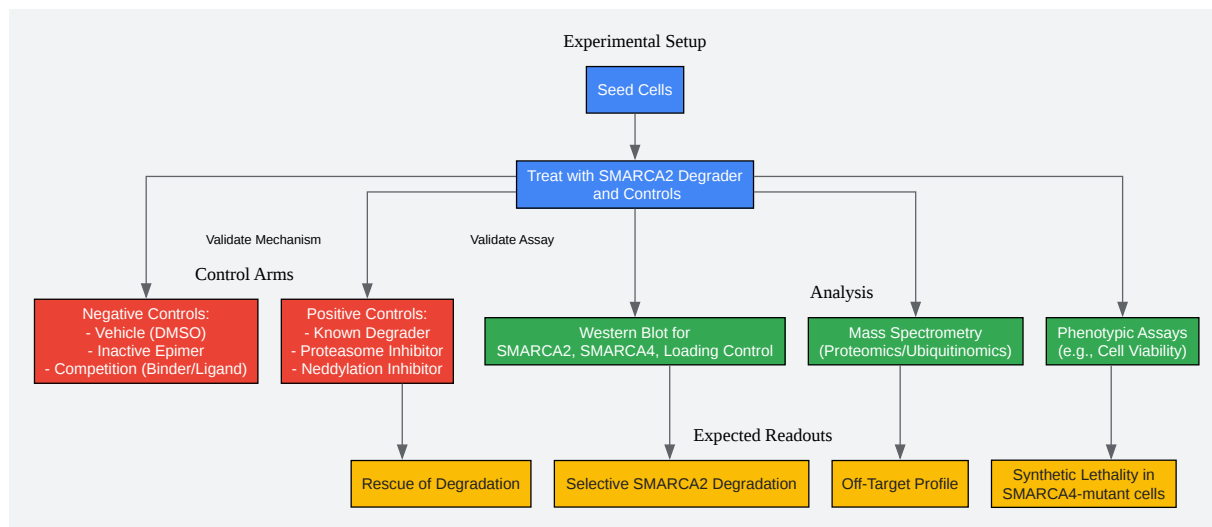 Experimental Setup
Seed Cells
Treat with SMARCA2 Degrader
and Controls
Validate Mechanism
Validate Assay
Control Arms
Analysis
Negative Controls:
- Vehicle (DMSO)
- Inactive Epimer
- Competition (Binder/Ligand)
Positive Controls:
- Known Degrader
- Proteasome Inhibitor
- Neddylation Inhibitor
Western Blot for
SMARCA2, SMARCA4, Loading Control
Mass Spectrometry
(Proteomics/Ubiquitinomics)
Phenotypic Assays
(e.g., Cell Viability)
Expected Readouts
Rescue of Degradation
Selective SMARCA2 Degradation
Off-Target Profile
Synthetic Lethality in
SMARCA4-mutant cells